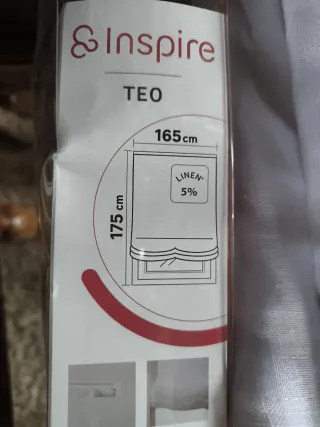 Inspire
TEO
165cm
LINEN*
5%
175 cm